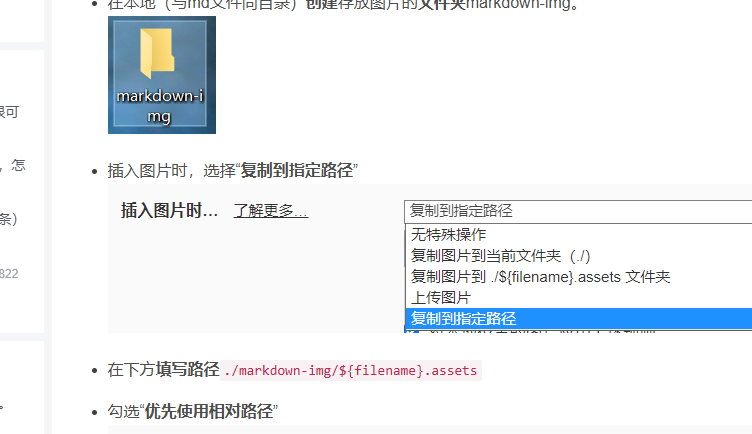 在本地（与md文件同目录）创建存放图片的文件夹markdown-img。
markdown-i
mg
限可
，怎
插入图片时，选择“复制到指定路径”
插入图片时... 了解更多... 复制到指定路径
条）
无特殊操作
复制图片到当前文件夹（./）
822
复制图片到 ./${filename}.assets 文件夹
上传图片
复制到指定路径
在下方填写路径./markdown-img/${filename}.assets
勾选“优先使用相对路径”